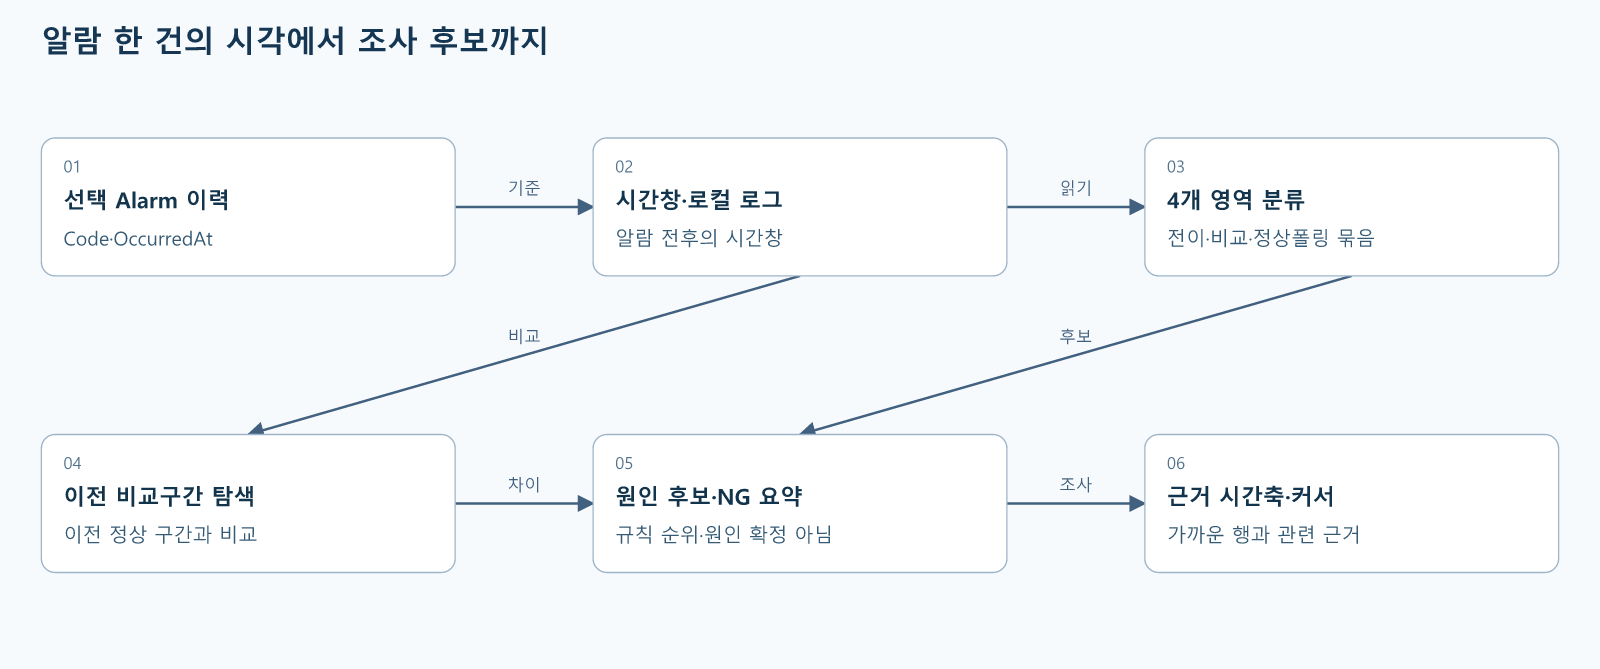 알람 한 건의 시각에서 조사 후보까지
01
선택 Alarm 이력
Code·OccurredAt
기준
02
시간창·로컬 로그
알람 전후의 시간창
읽기
03
4개 영역 분류
전이·비교·정상폴링 묶음
비교
후보
04
이전 비교구간 탐색
이전 정상 구간과 비교
차이
05
원인 후보·NG 요약
규칙 순위·원인 확정 아님
조사
06
근거 시간축·커서
가까운 행과 관련 근거